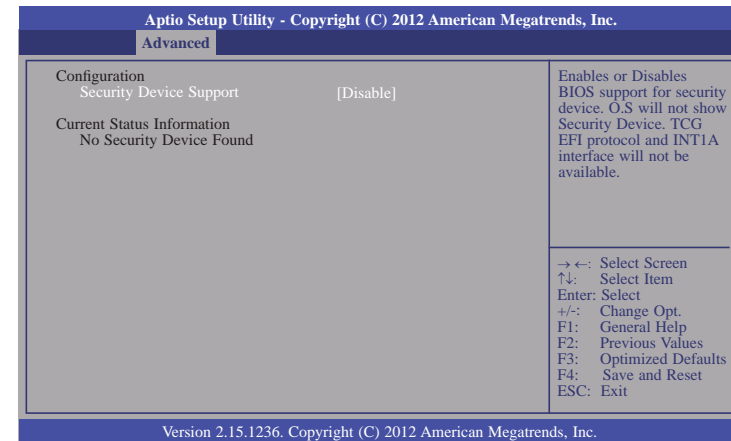 Aptio Setup Utility - Copyright (C) 2012 American Megatrends, Inc.
Advanced
Configuration
Security Device Support [Disable]
Current Status Information
No Security Device Found
Enables or Disables
BIOS support for security
device. O.S will not show
Security Device. TCG
EFI protocol and INT1A
interface will not be
available.
→←: Select Screen
↑↓: Select Item
Enter: Select
+/-: Change Opt.
F1: General Help
F2: Previous Values
F3: Optimized Defaults
F4: Save and Reset
ESC: Exit
Version 2.15.1236. Copyright (C) 2012 American Megatrends, Inc.